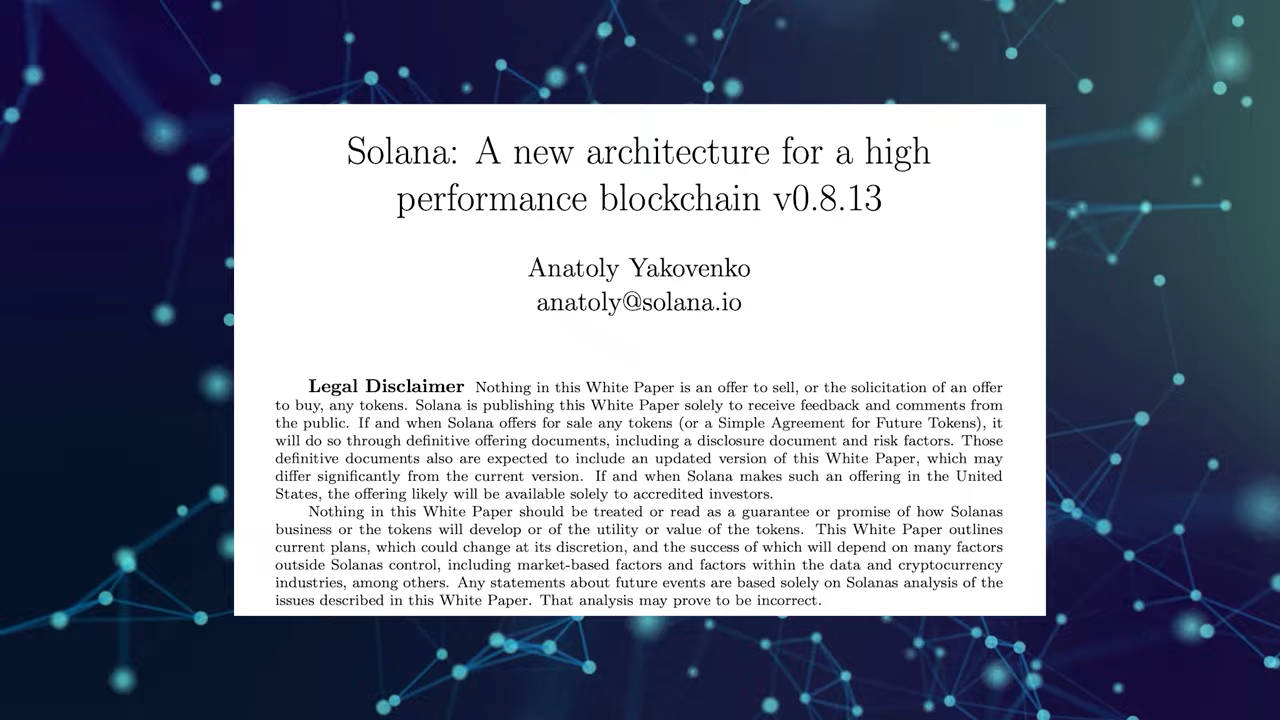 Solana: A new architecture for a high
performance blockchain v0.8.13
Anatoly Yakovenko
anatoly@solana.io
Legal Disclaimer Nothing in this White Paper is an offer to sell, or the solicitation of an offer
to buy, any tokens. Solana is publishing this White Paper solely to receive feedback and comments from
the public. If and when Solana offers for sale any tokens (or a Simple Agreement for Future Tokens), it
will do so through definitive offering documents, including a disclosure document and risk factors. Those
definitive documents also are expected to include an updated version of this White Paper, which may
differ significantly from the current version. If and when Solana makes such an offering in the United
States, the offering likely will be available solely to accredited investors.
Nothing in this White Paper should be treated or read as a guarantee or promise of how Solanas
business or the tokens will develop or of the utility or value of the tokens. This White Paper outlines
current plans, which could change at its discretion, and the success of which will depend on many factors
outside Solanas control, including market-based factors and factors within the data and cryptocurrency
industries, among others. Any statements about future events are based solely on Solanas analysis of the
issues described in this White Paper. That analysis may prove to be incorrect.